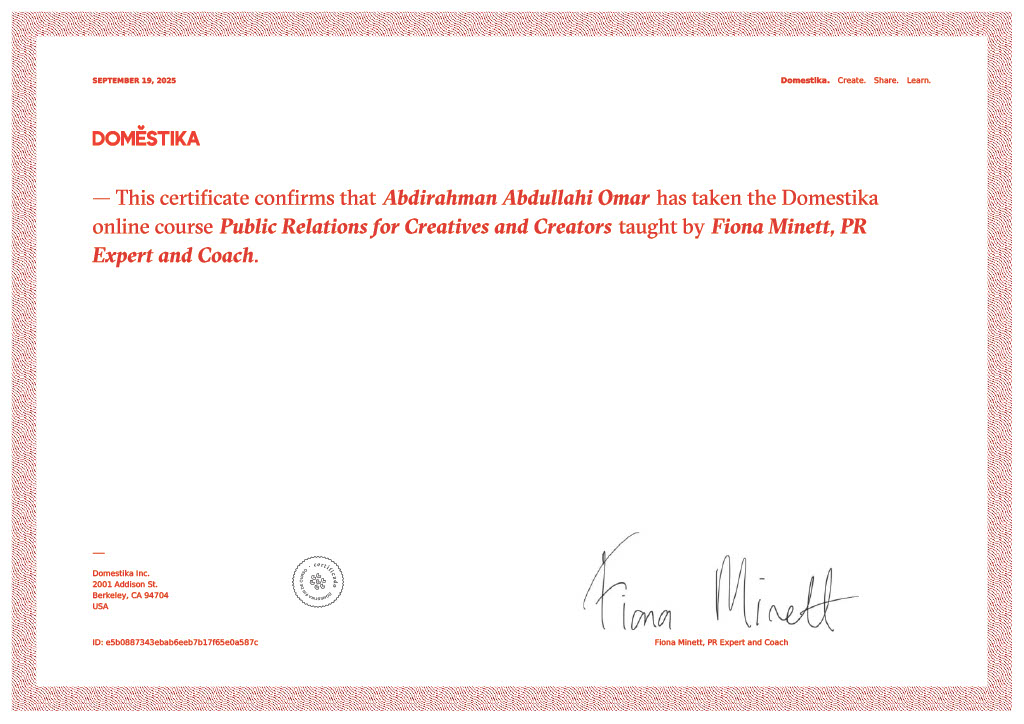 SEPTEMBER 19, 2025
Domestika. Create. Share. Learn.
DOMĔSTIKA
— This certificate confirms that Abdirahman Abdullahi Omar has taken the Domestika
online course Public Relations for Creatives and Creators taught by Fiona Minett, PR
Expert and Coach.
—
Domestika Inc.
2001 Addison St.
Berkeley, CA 94704
USA
certificado
Fiona Minett
ID: e5b0887343ebab6eeb7b17f65e0a587c
Fiona Minett, PR Expert and Coach